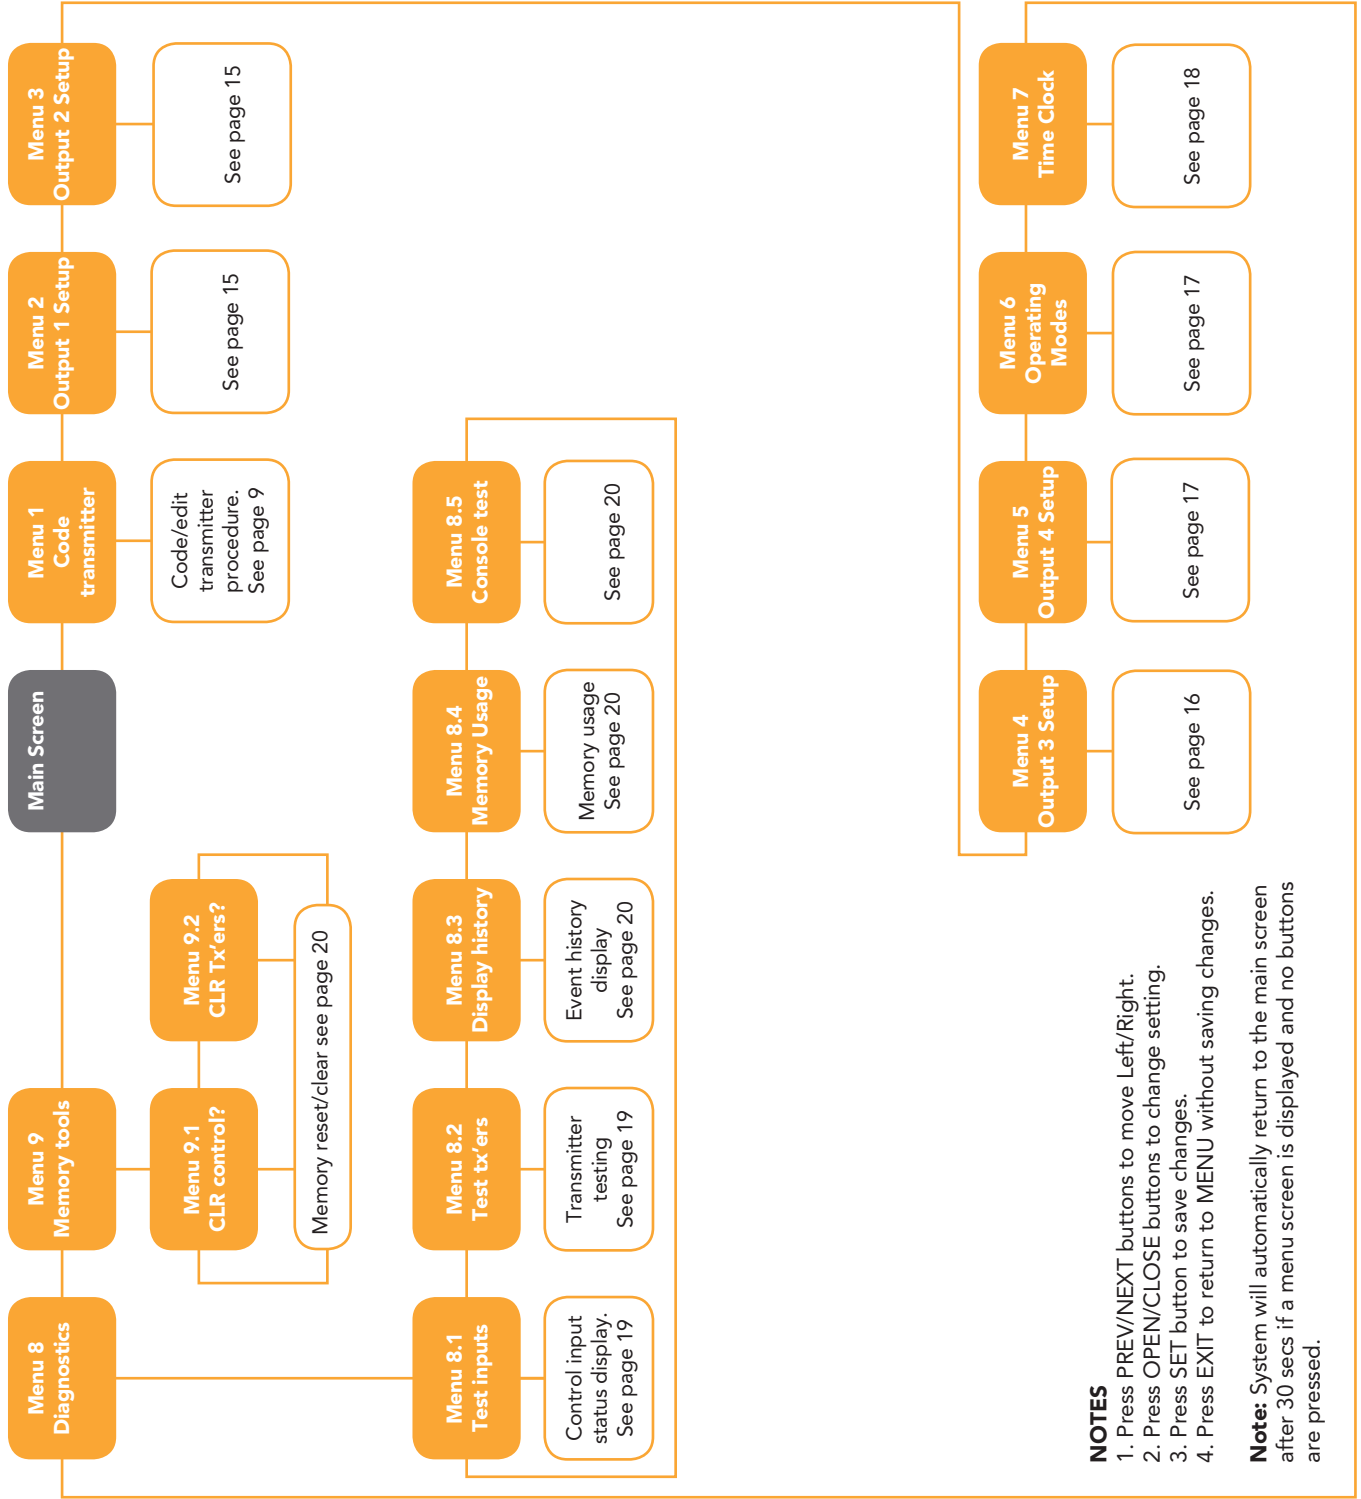 Menu 8
Diagnostics
Menu 9
Memory tools
Main Screen
Menu 1
Code
transmitter
Menu 2
Output 1 Setup
Menu 3
Output 2 Setup
Menu 9.1
CLR control?
Menu 9.2
CLR Tx’ers?
Memory reset/clear see page 20
Code/edit
transmitter
procedure.
See page 9
See page 15
See page 15
Menu 8.1
Test inputs
Menu 8.2
Test tx’ers
Menu 8.3
Display history
Menu 8.4
Memory Usage
Menu 8.5
Console test
Control input
status display.
See page 19
Transmitter
testing
See page 19
Event history
display
See page 20
Memory usage
See page 20
See page 20
Menu 4
Output 3 Setup
Menu 5
Output 4 Setup
Menu 6
Operating
Modes
Menu 7
Time Clock
See page 16
See page 17
See page 17
See page 18
NOTES
1. Press PREV/NEXT buttons to move Left/Right.
2. Press OPEN/CLOSE buttons to change setting.
3. Press SET button to save changes.
4. Press EXIT to return to MENU without saving changes.
Note: System will automatically return to the main screen
after 30 secs if a menu screen is displayed and no buttons
are pressed.